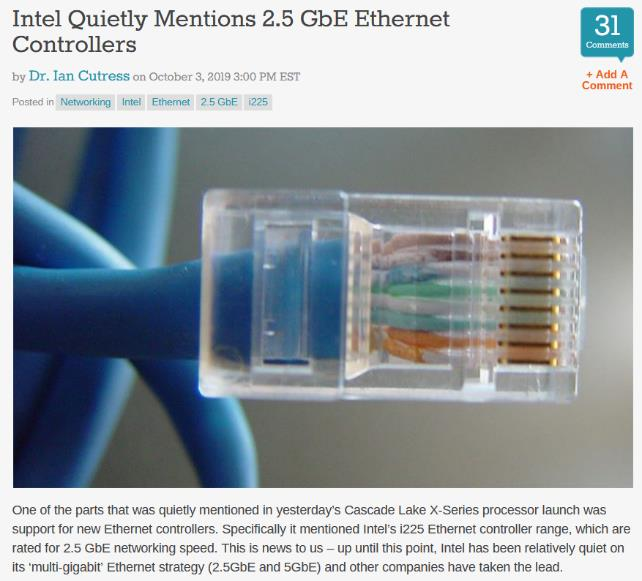 Intel Quietly Mentions 2.5 GbE Ethernet
Controllers
31
Comments
by Dr. Ian Cutress on October 3, 2019 3:00 PM EST
+ Add A
Comment
Posted in Networking Intel Ethernet 2.5 GbE i225
One of the parts that was quietly mentioned in yesterday's Cascade Lake X-Series processor launch was
support for new Ethernet controllers. Specifically it mentioned Intel's i225 Ethernet controller range, which are
rated for 2.5 GbE networking speed. This is news to us – up until this point, Intel has been relatively quiet on
its 'multi-gigabit' Ethernet strategy (2.5GbE and 5GbE) and other companies have taken the lead.